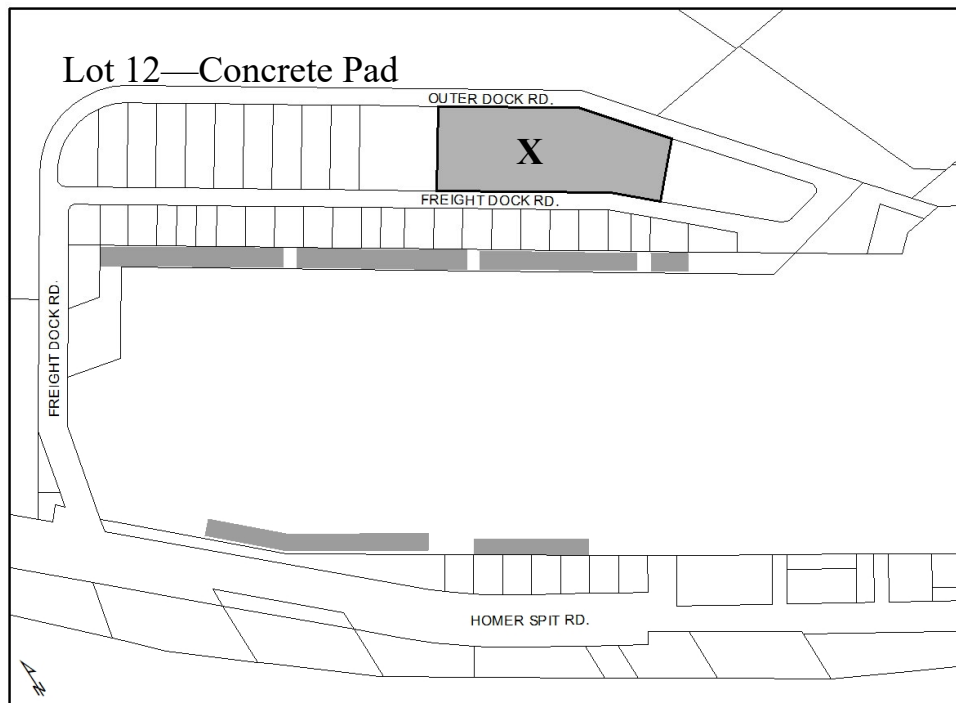 Lot 12—Concrete Pad
OUTER DOCK RD.
X
FREIGHT DOCK RD.
FREIGHT DOCK RD.
HOMER SPIT RD.
N